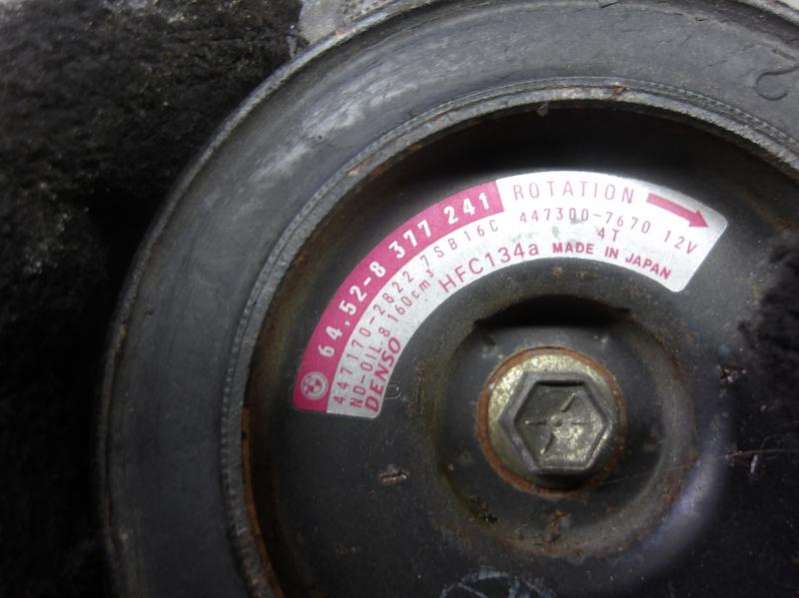 64.52-8 377 241
ROTATION
447170-2822 7SB16C 447300-7670 12V
ND-OIL 8 160cm³ HFC134a 4T
DENSO MADE IN JAPAN
2